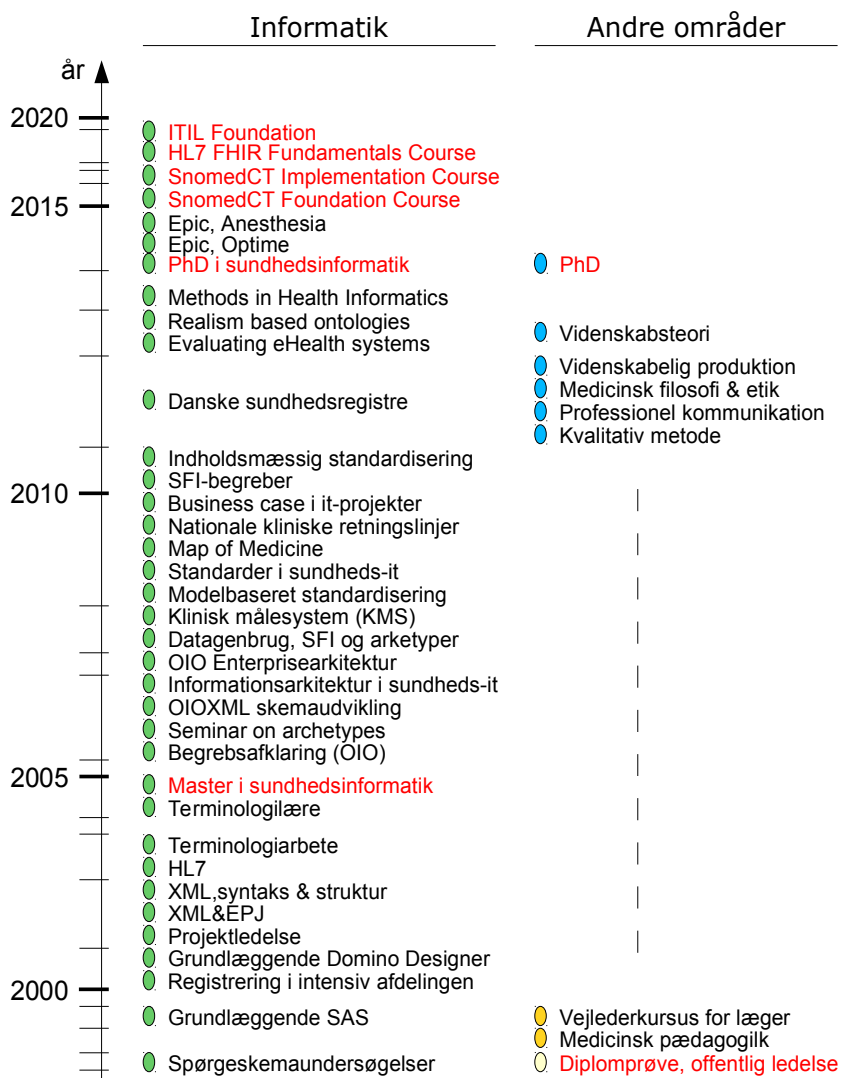 Informatik
Andre områder
år
2020
ITIL Foundation
HL7 FHIR Fundamentals Course
SnomedCT Implementation Course
SnomedCT Foundation Course
2015
Epic, Anesthesia
Epic, Optime
PhD i sundhedsinformatik
PhD
Methods in Health Informatics
Realism based ontologies
Videnskabsteori
Evaluating eHealth systems
Videnskabelig produktion
Medicinsk filosofi & etik
Danske sundhedsregistre
Professionel kommunikation
Kvalitativ metode
Indholdsmæssig standardisering
SFI-begreber
2010
Business case i it-projekter
Nationale kliniske retningslinjer
Map of Medicine
Standarder i sundheds-it
Modelbaseret standardisering
Klinisk målesystem (KMS)
Datagenbrug, SFI og arketyper
OIO Enterprisearkitektur
Informationsarkitektur i sundheds-it
OIOXML skemaudvikling
Seminar on archetypes
Begrebsafklaring (OIO)
2005
Master i sundhedsinformatik
Terminologilære
Terminologiarbete
HL7
XML,syntaks & struktur
XML&EPJ
Projektledelse
Grundlæggende Domino Designer
Registrering i intensiv afdelingen
2000
Grundlæggende SAS
Vejlederkursus for læger
Medicinsk pædagogilk
Spørgeskemaundersøgelser
Diplomprøve, offentlig ledelse